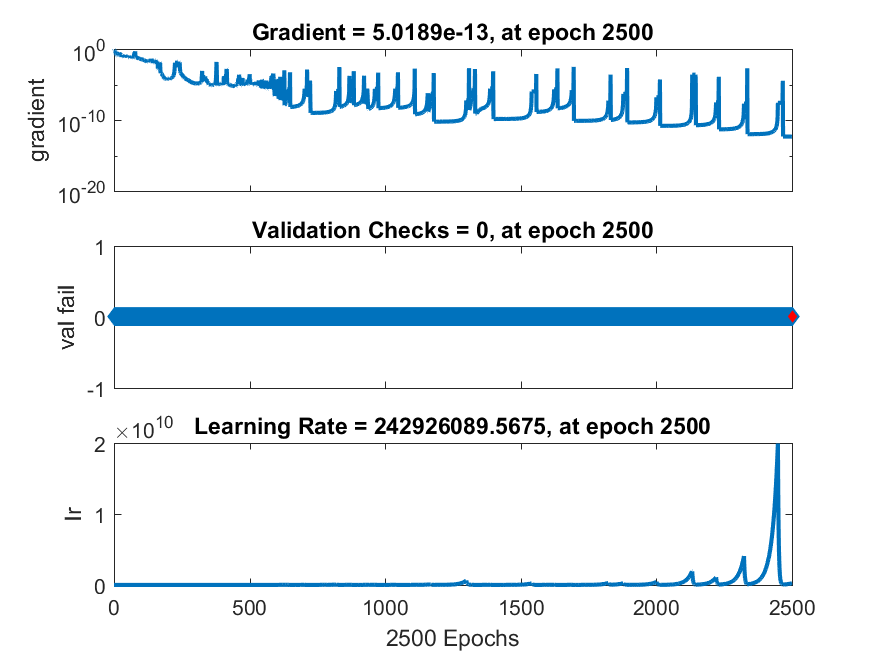 Gradient = 5.0189e-13, at epoch 2500
10^0
10^-10
10^-20
gradient
Validation Checks = 0, at epoch 2500
1
0
-1
val fail
×10^10
Learning Rate = 242926089.5675, at epoch 2500
2
1
0
lr
0 500 1000 1500 2000 2500
2500 Epochs